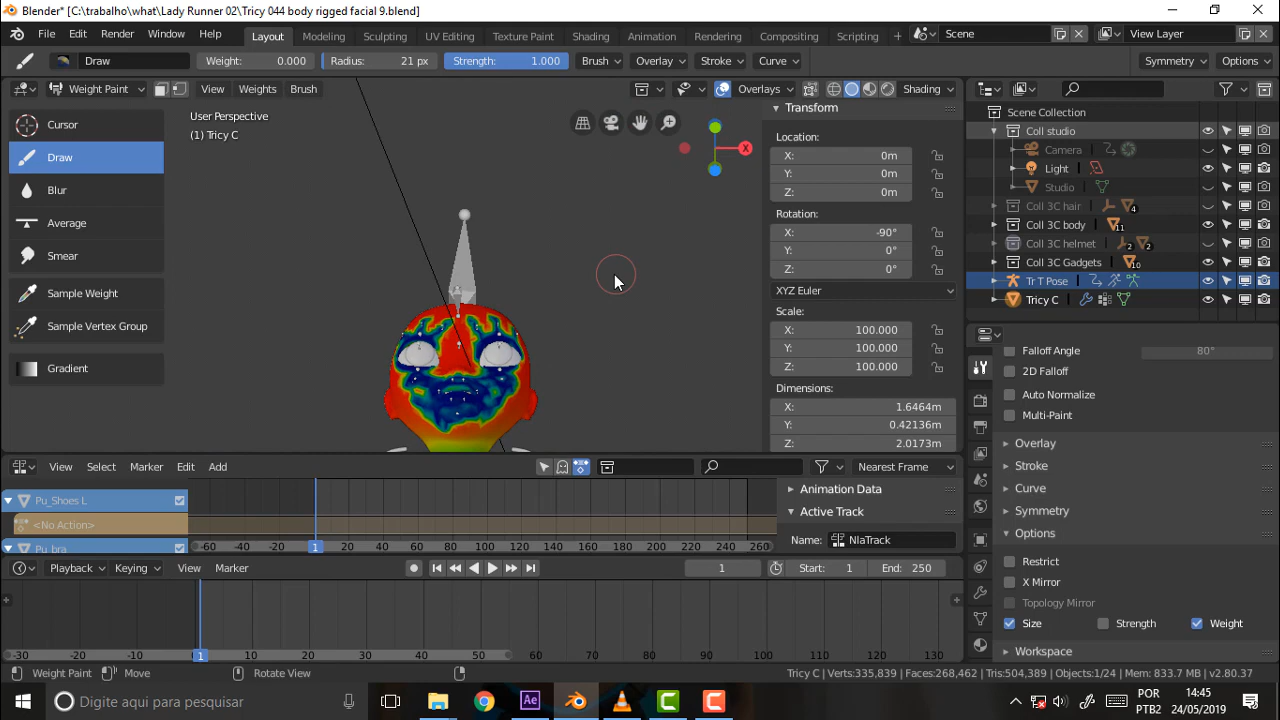 Blender* [C:\trabalho\what\Lady Runner 02\Tricy 044 body rigged facial 9.blend]
File Edit Render Window Help Layout Modeling Sculpting UV Editing Texture Paint Shading Animation Rendering Compositing Scripting + Scene View Layer
Draw Weight: 0.000 Radius: 21 px Strength: 1.000 Brush Overlay Stroke Curve Symmetry Options
Weight Paint View Weights Brush Overlays Shading
Cursor
Draw
Blur
Average
Smear
Sample Weight
Sample Vertex Group
Gradient
User Perspective
(1) Tricy C
X
Transform
Location:
X: 0m
Y: 0m
Z: 0m
Rotation:
X: -90°
Y: 0°
Z: 0°
XYZ Euler
Scale:
X: 100.000
Y: 100.000
Z: 100.000
Dimensions:
X: 1.6464m
Y: 0.42136m
Z: 2.0173m
Scene Collection
Coll studio
Camera
Light
Studio
Coll 3C hair 4
Coll 3C body 11
Coll 3C helmet 2 2
Coll 3C Gadgets 10
Tr T Pose
Tricy C
Falloff Angle 80°
2D Falloff
Auto Normalize
Multi-Paint
Overlay
Stroke
Curve
Symmetry
Options
Restrict
X Mirror
Topology Mirror
Size Strength Weight
Workspace
View Select Marker Edit Add Nearest Frame
Pu_Shoes L
<No Action>
Pu_bra
-60 -40 -20 1 20 40 60 80 100 120 140 160 180 200 220 240 260
Animation Data
Active Track
Name: NlaTrack
Playback Keying View Marker 1 Start: 1 End: 250
-30 -20 -10 1 10 20 30 40 50 60 70 80 90 100 110 120 130
Weight Paint Move Rotate View Tricy C | Verts:335,839 | Faces:268,462 | Tris:504,389 | Objects:1/24 | Mem: 833.7 MB | v2.80.37
Digite aqui para pesquisar Ae C C POR 14:45
PTB2 24/05/2019